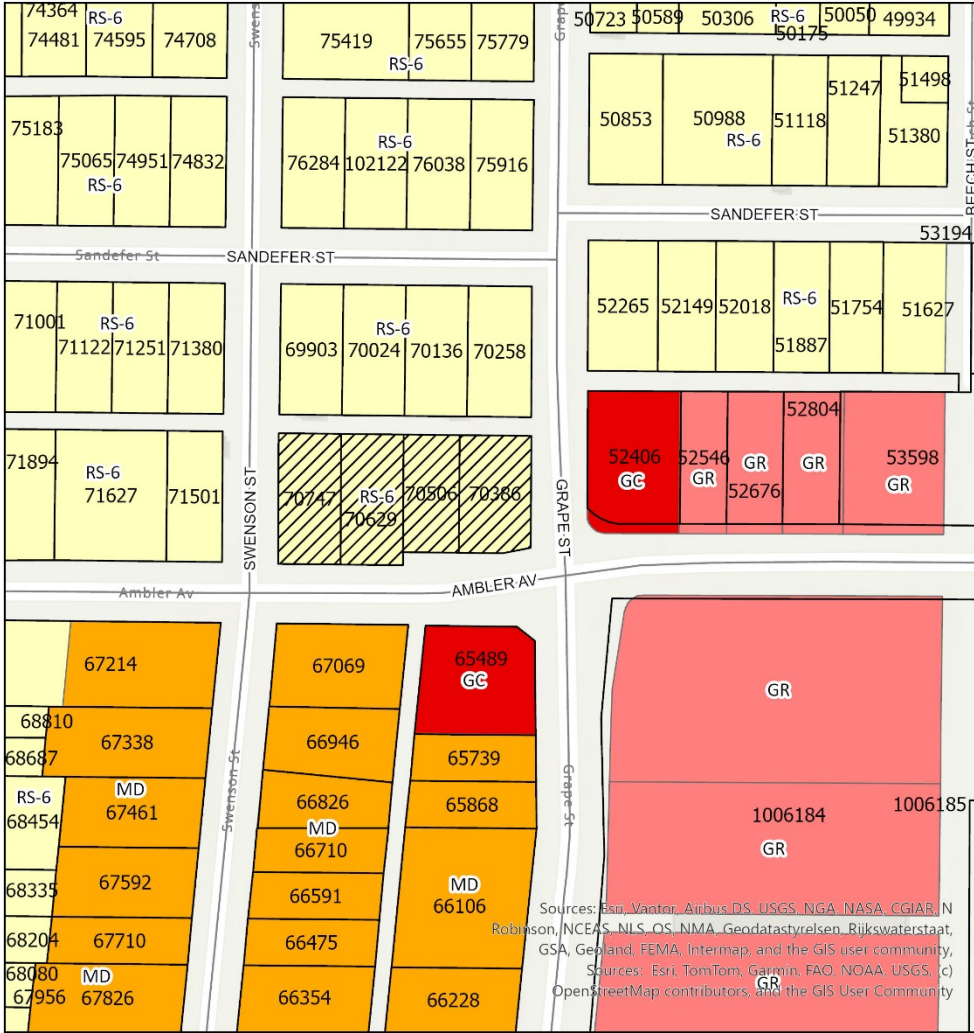 74364
RS-6
74481 74595 74708
Swens
75419 75655 75779
RS-6
Grape
50723 50589 50306 RS-6 50050 49934
50175
75183
75065 74951 74832
RS-6
76284 102122 76038 75916
RS-6
50853 50988 51118 51247 51498
RS-6
51380
BEECH ST
SANDEFER ST
53194
Sandefer St
SANDEFER ST
71001
RS-6
71122 71251 71380
RS-6
69903 70024 70136 70258
52265 52149 52018 RS-6 51754 51627
51887
71894
RS-6
71627 71501
SWENSON ST
70747 RS-6 70506 70386
70629
GRAPE ST
52406 52546 GR 52804 53598
GC GR 52676 GR GR
Ambler Av
AMBLER AV
67214
67069
65489
GC
GR
68810
67338
66946
68687
65739
RS-6
MD
68454
67461
66826
65868
MD
66710
Swenson St
Grape St
1006184
1006185
GR
68335
67592
66591
MD
66106
68204
67710
66475
68080
MD
67956
67826
66354
66228
GR
Sources: Esri, Vantor, Airbus DS, USGS, NGA, NASA, CGIAR, N
Robinson, NCEAS, NLS, OS, NMA, Geodatastyrelsen, Rijkswaterstaat,
GSA, Geoland, FEMA, Intermap, and the GIS user community,
Sources: Esri, TomTom, Garmin, FAO, NOAA, USGS, (c)
OpenStreetMap contributors, and the GIS User Community